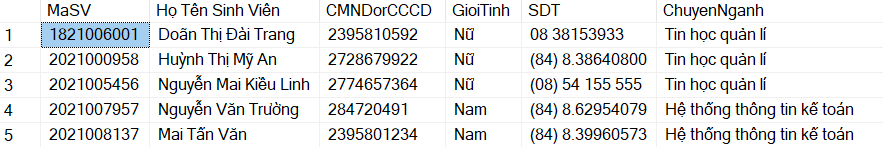 MaSV Họ Tên Sinh Viên CMNDorCCCD GioiTinh SDT ChuyenNganh
1 1821006001 Doãn Thị Đài Trang 2395810592 Nữ 08 38153933 Tin học quản lí
2 2021000958 Huỳnh Thị Mỹ An 2728679922 Nữ (84) 8.38640800 Tin học quản lí
3 2021005456 Nguyễn Mai Kiều Linh 2774657364 Nữ (08) 54 155 555 Tin học quản lí
4 2021007957 Nguyễn Văn Trường 284720491 Nam (84) 8.62954079 Hệ thống thông tin kế toán
5 2021008137 Mai Tấn Văn 2395801234 Nam (84) 8.39960573 Hệ thống thông tin kế toán